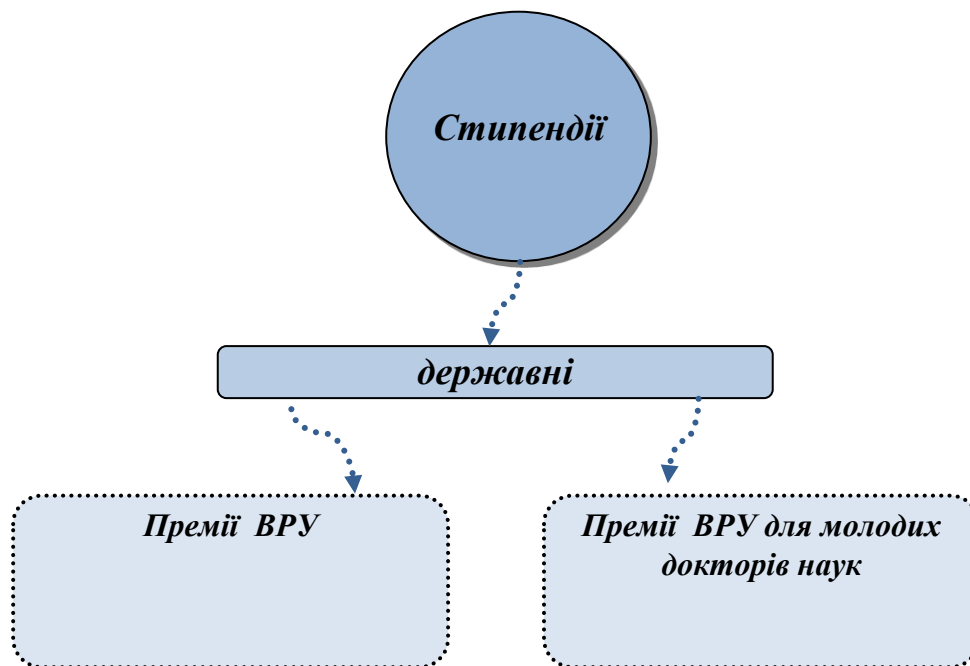 Стипендії
державні
Премії ВРУ
Премії ВРУ для молодих
докторів наук